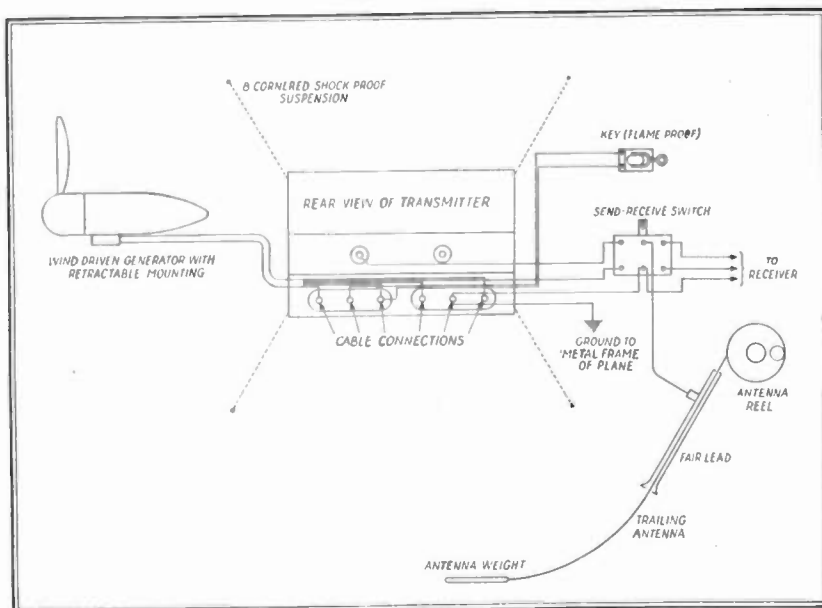 8 CORNERED SHOCK PROOF
SUSPENSION
KEY (FLAME PROOF)
REAR VIEW OF TRANSMITTER
SEND-RECEIVE SWITCH
WIND DRIVEN GENERATOR WITH
RETRACTABLE MOUNTING
TO
RECEIVER
CABLE CONNECTIONS
GROUND TO
METAL FRAME
OF PLANE
ANTENNA
REEL
FAIR LEAD
TRAILING
ANTENNA
ANTENNA WEIGHT